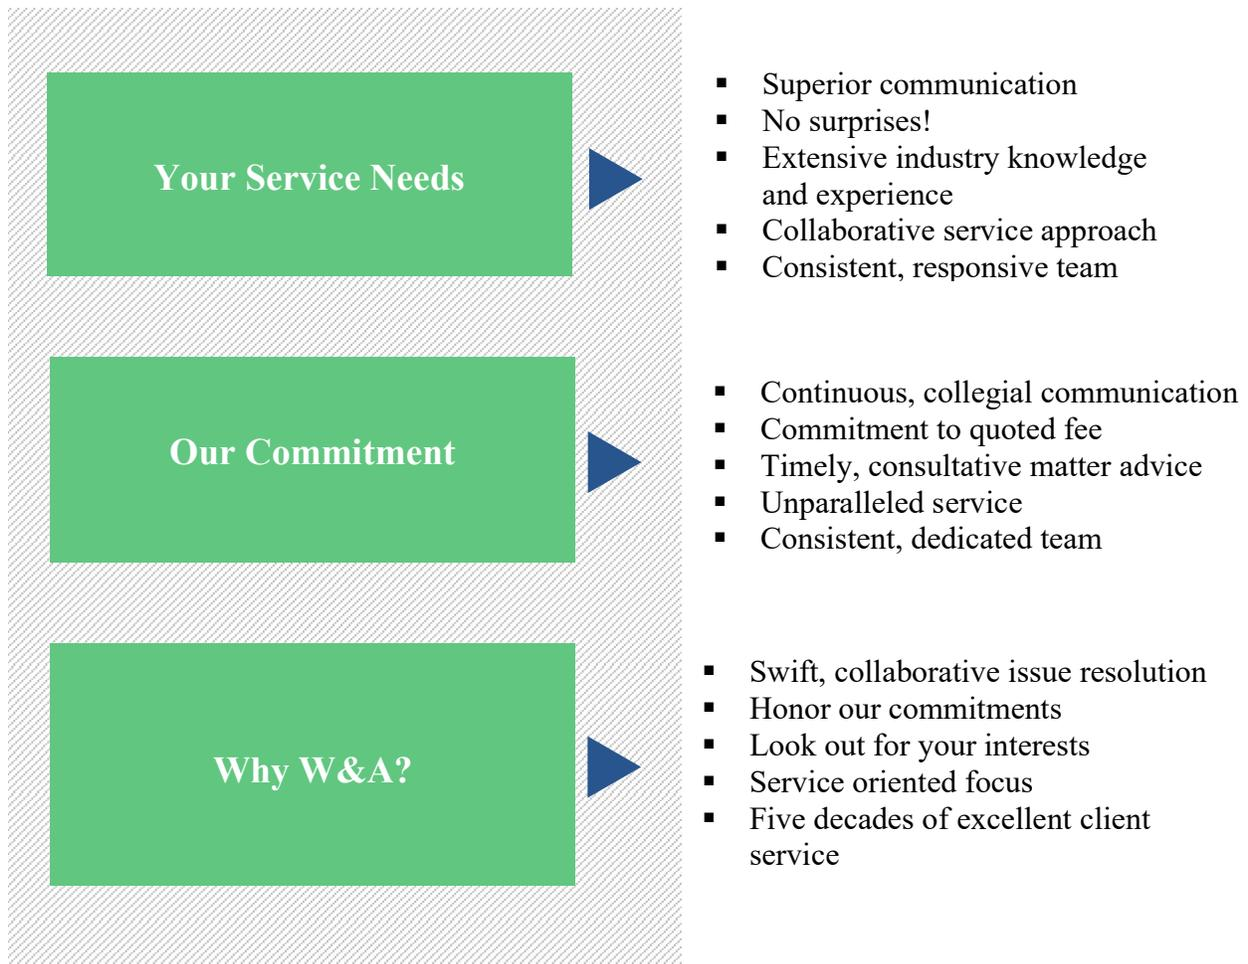 Your Service Needs
▪ Superior communication
▪ No surprises!
▪ Extensive industry knowledge
and experience
▪ Collaborative service approach
▪ Consistent, responsive team
Our Commitment
▪ Continuous, collegial communication
▪ Commitment to quoted fee
▪ Timely, consultative matter advice
▪ Unparalleled service
▪ Consistent, dedicated team
Why W&A?
▪ Swift, collaborative issue resolution
▪ Honor our commitments
▪ Look out for your interests
▪ Service oriented focus
▪ Five decades of excellent client
service